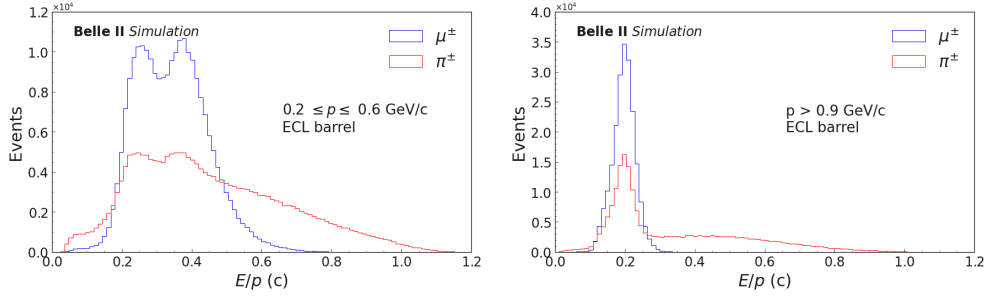 ×10⁴
Belle II Simulation
μ±
π±
0.2 ≤p≤ 0.6 GeV/c
ECL barrel
Events
1.2
1.0
0.8
0.6
0.4
0.2
0.0
0.0 0.2 0.4 0.6 0.8 1.0 1.2
E/p (c)
×10⁴
Belle II Simulation
μ±
π±
p > 0.9 GeV/c
ECL barrel
Events
4.0
3.5
3.0
2.5
2.0
1.5
1.0
0.5
0.0
0.0 0.2 0.4 0.6 0.8 1.0 1.2
E/p (c)